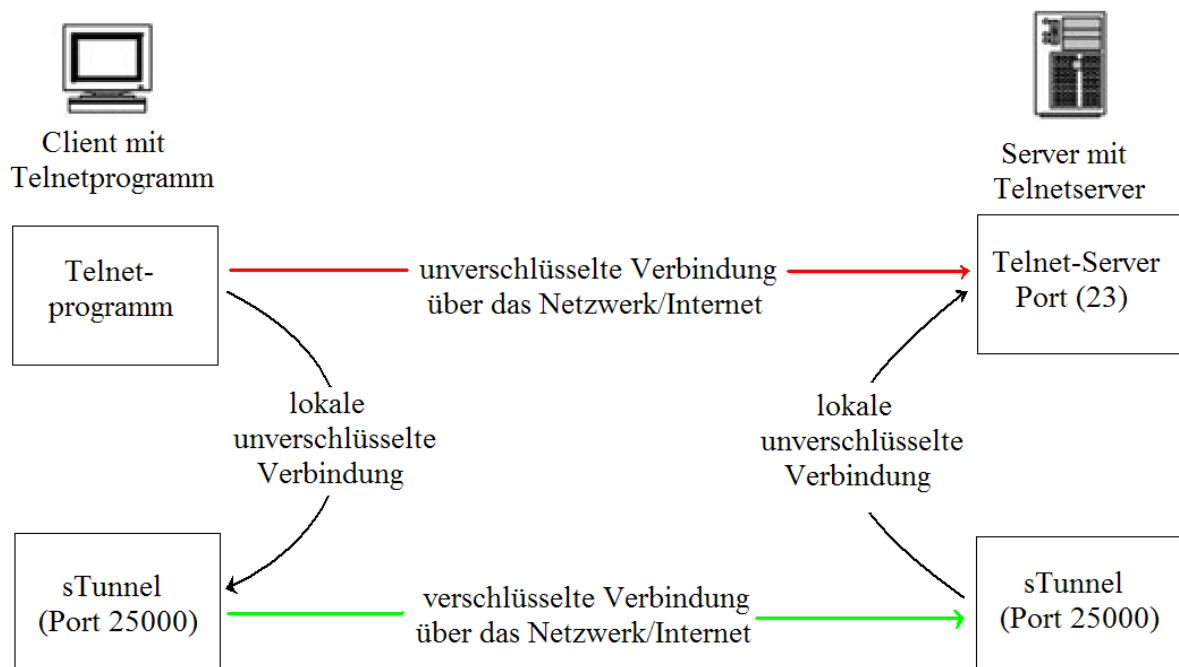 Client mit
Telnetprogramm
Server mit
Telnetserver
Telnet-
programm
unverschlüsselte Verbindung
über das Netzwerk/Internet
Telnet-Server
Port (23)
lokale
unverschlüsselte
Verbindung
lokale
unverschlüsselte
Verbindung
sTunnel
(Port 25000)
verschlüsselte Verbindung
über das Netzwerk/Internet
sTunnel
(Port 25000)